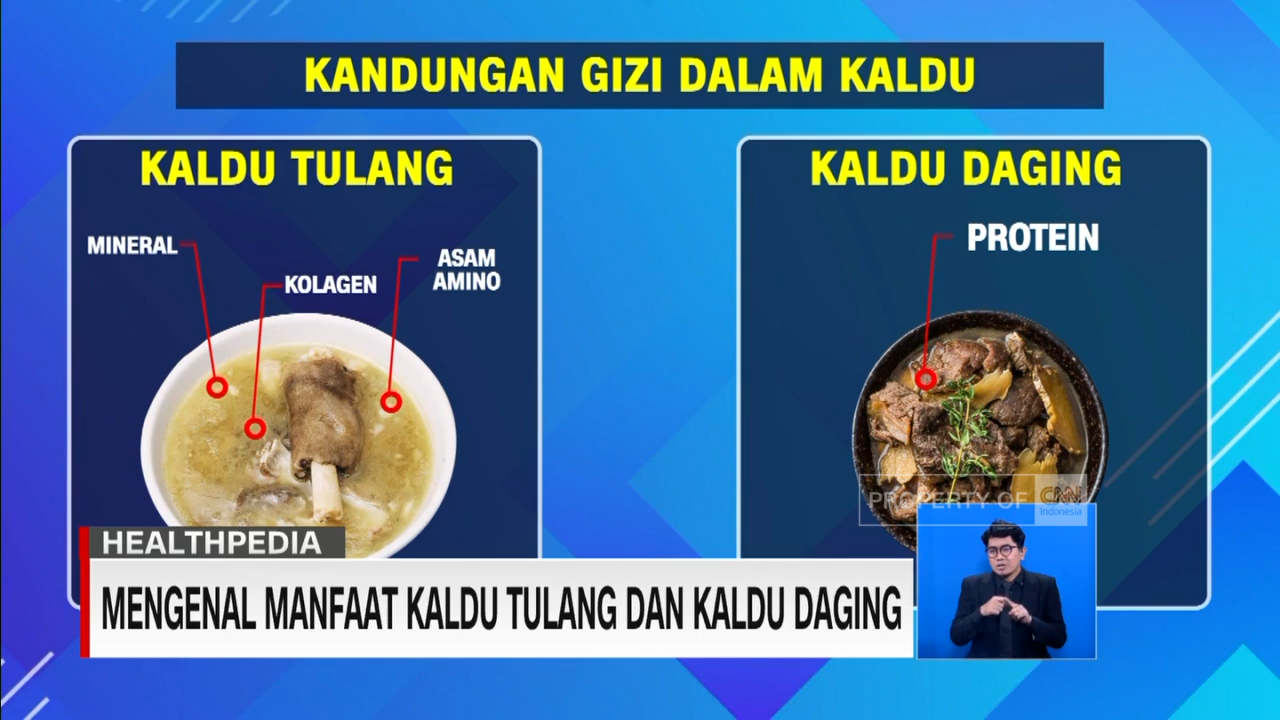 KANDUNGAN GIZI DALAM KALDU
KALDU TULANG
MINERAL
KOLAGEN
ASAM
AMINO
KALDU DAGING
PROTEIN
PROPERTY OF CNN
Indonesia
HEALTHPEDIA
MENGENAL MANFAAT KALDU TULANG DAN KALDU DAGING